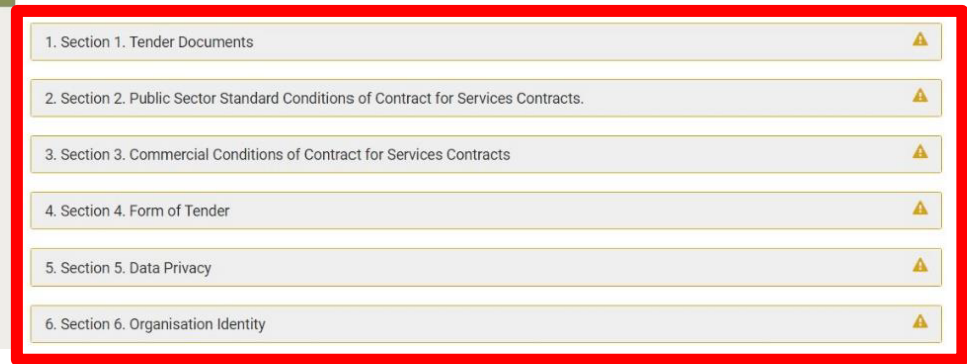 1. Section 1. Tender Documents
2. Section 2. Public Sector Standard Conditions of Contract for Services Contracts.
3. Section 3. Commercial Conditions of Contract for Services Contracts
4. Section 4. Form of Tender
5. Section 5. Data Privacy
6. Section 6. Organisation Identity